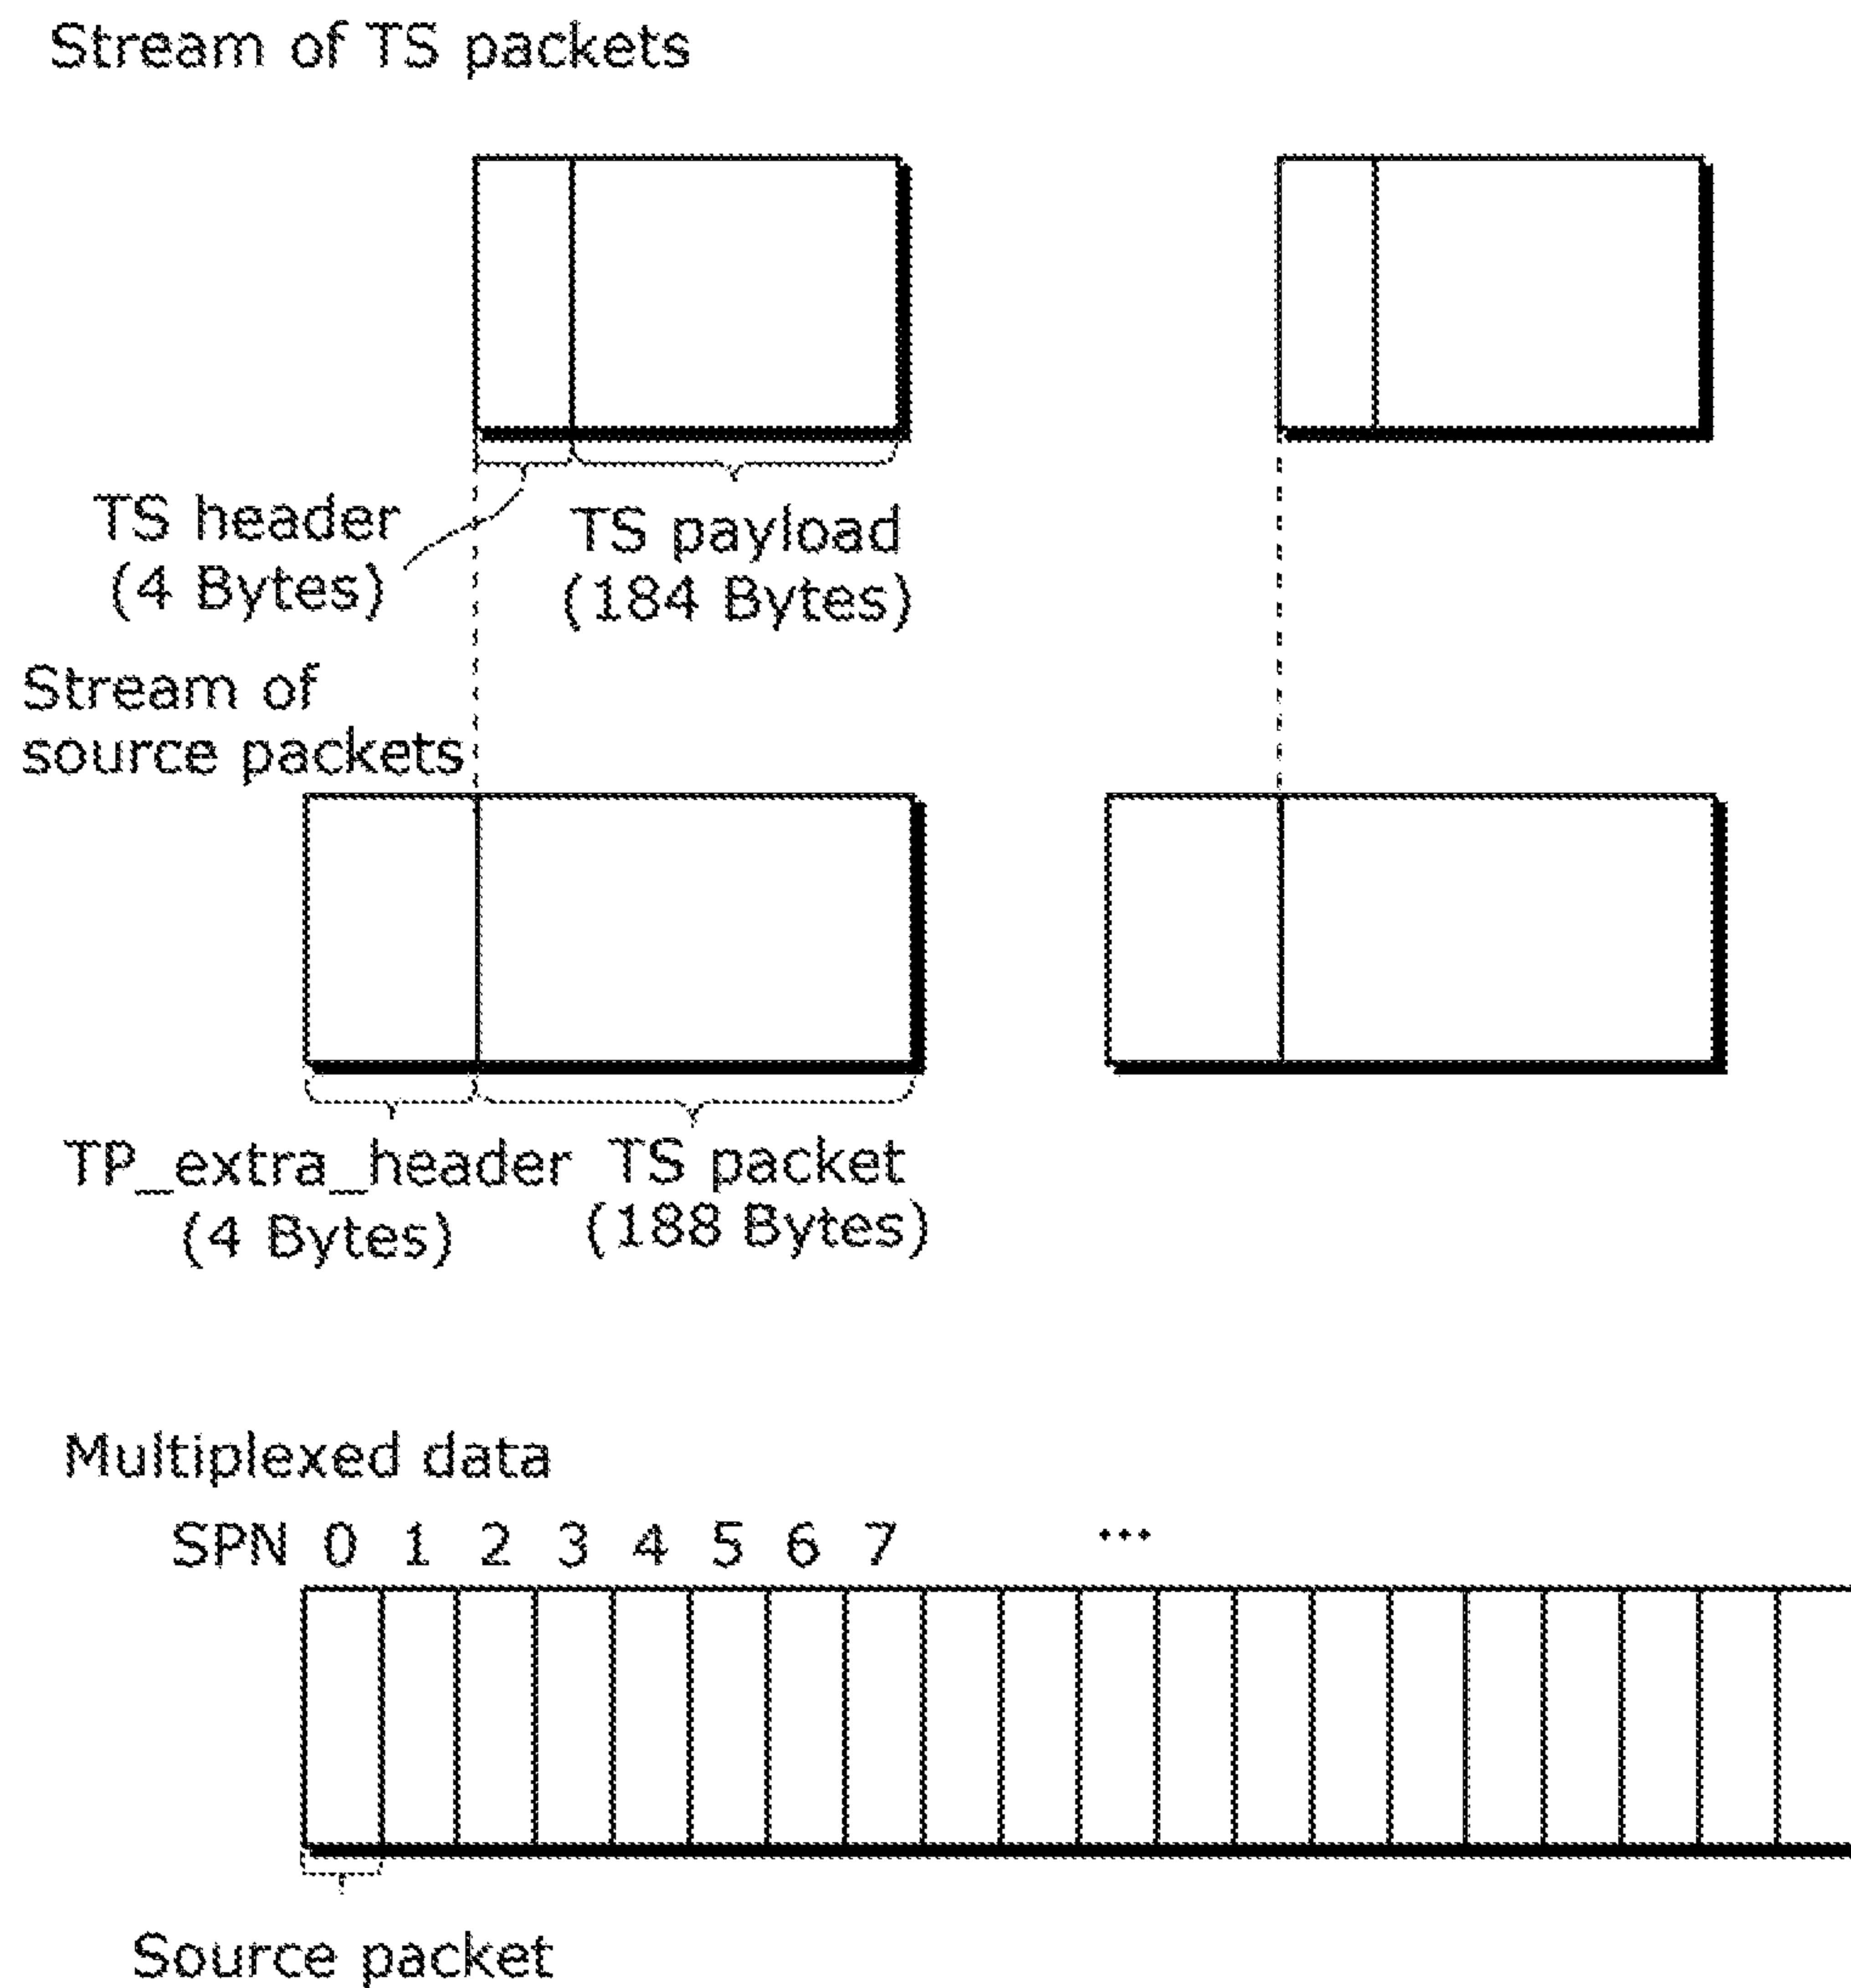 Stream of TS packets
TS header
(4 Bytes)
TS payload
(184 Bytes)
Stream of
source packets
TP_extra_header
(4 Bytes)
TS packet
(188 Bytes)
Multiplexed data
SPN 0 1 2 3 4 5 6 7 ...
Source packet